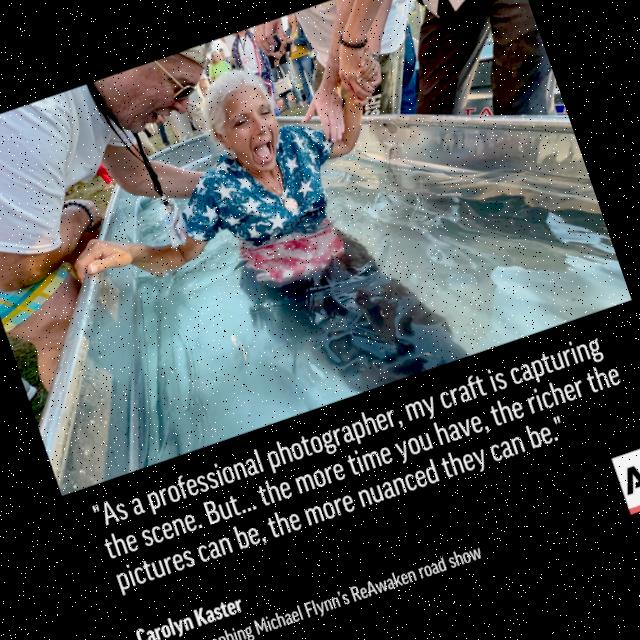 "As a professional photographer, my craft is capturing
the scene. But... the more time you have, the richer the
pictures can be, the more nuanced they can be."
A
Carolyn Kaster
Michael Flynn's ReAwaken road show